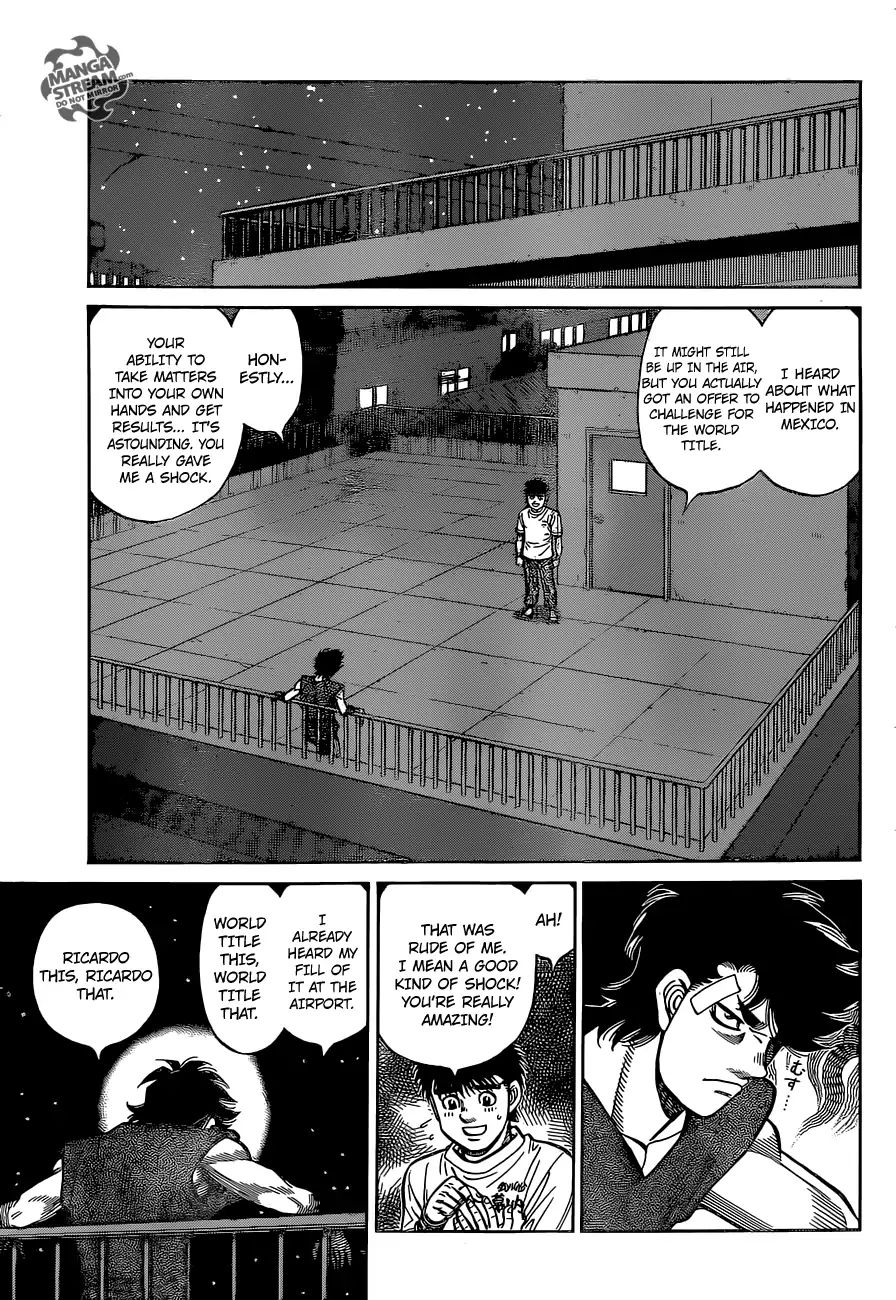 MANGA
STREAM.com
DO NOT MIRROR
I HEARD
ABOUT WHAT
HAPPENED IN
MEXICO.
IT MIGHT STILL
BE UP IN THE AIR,
BUT YOU ACTUALLY
GOT AN OFFER TO
CHALLENGE FOR
THE WORLD
TITLE.
HON-
ESTLY...
YOUR
ABILITY TO
TAKE MATTERS
INTO YOUR OWN
HANDS AND GET
RESULTS... IT'S
ASTOUNDING. YOU
REALLY GAVE
ME A SHOCK.
むす...
AH!
THAT WAS
RUDE OF ME.
I MEAN A GOOD
KIND OF SHOCK!
YOU'RE REALLY
AMAZING!
I
ALREADY
HEARD MY
FILL OF
IT AT THE
AIRPORT.
WORLD
TITLE
THIS,
WORLD
TITLE
THAT.
RICARDO
THIS, RICARDO
THAT.